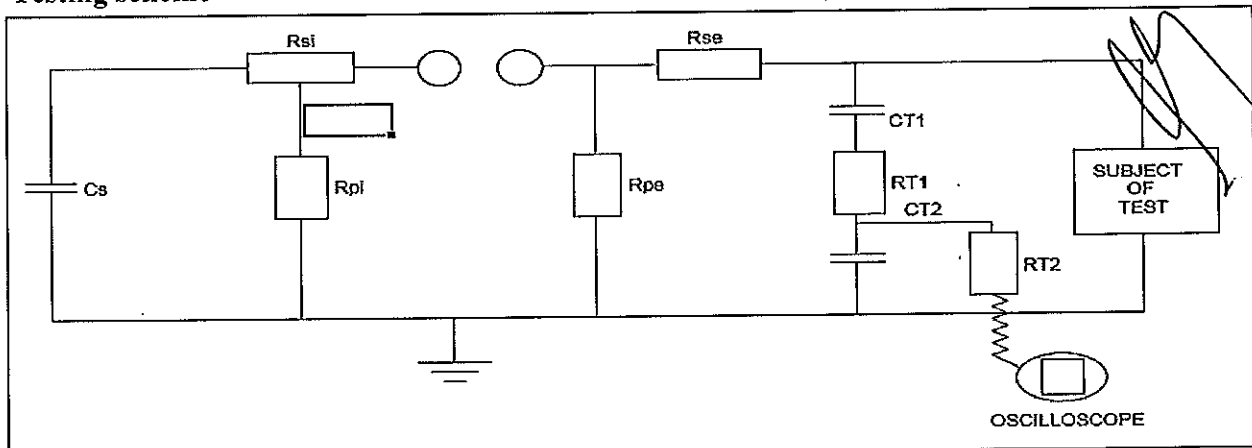 Testing scheme
Rsi
Rse
CT1
Cs
Rpi
Rpe
RT1
CT2
SUBJECT
OF
TEST
RT2
OSCILLOSCOPE